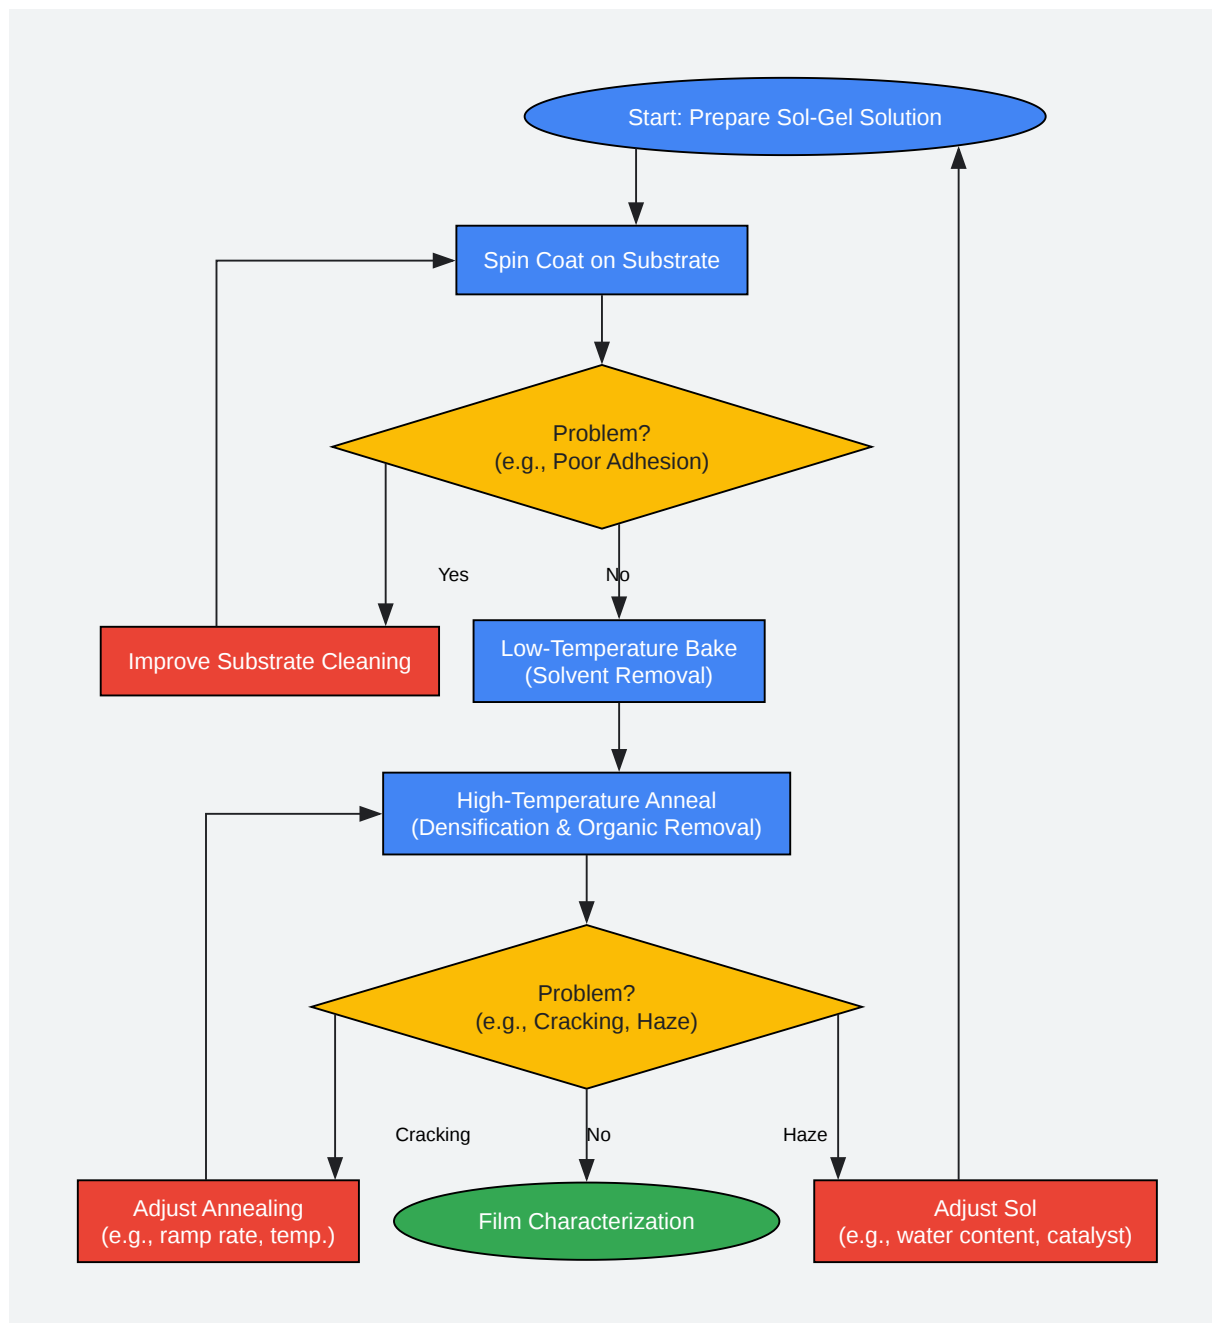 Start: Prepare Sol-Gel Solution
Spin Coat on Substrate
Problem?
(e.g., Poor Adhesion)
Yes
No
Improve Substrate Cleaning
Low-Temperature Bake
(Solvent Removal)
High-Temperature Anneal
(Densification & Organic Removal)
Problem?
(e.g., Cracking, Haze)
Cracking
No
Haze
Adjust Annealing
(e.g., ramp rate, temp.)
Film Characterization
Adjust Sol
(e.g., water content, catalyst)